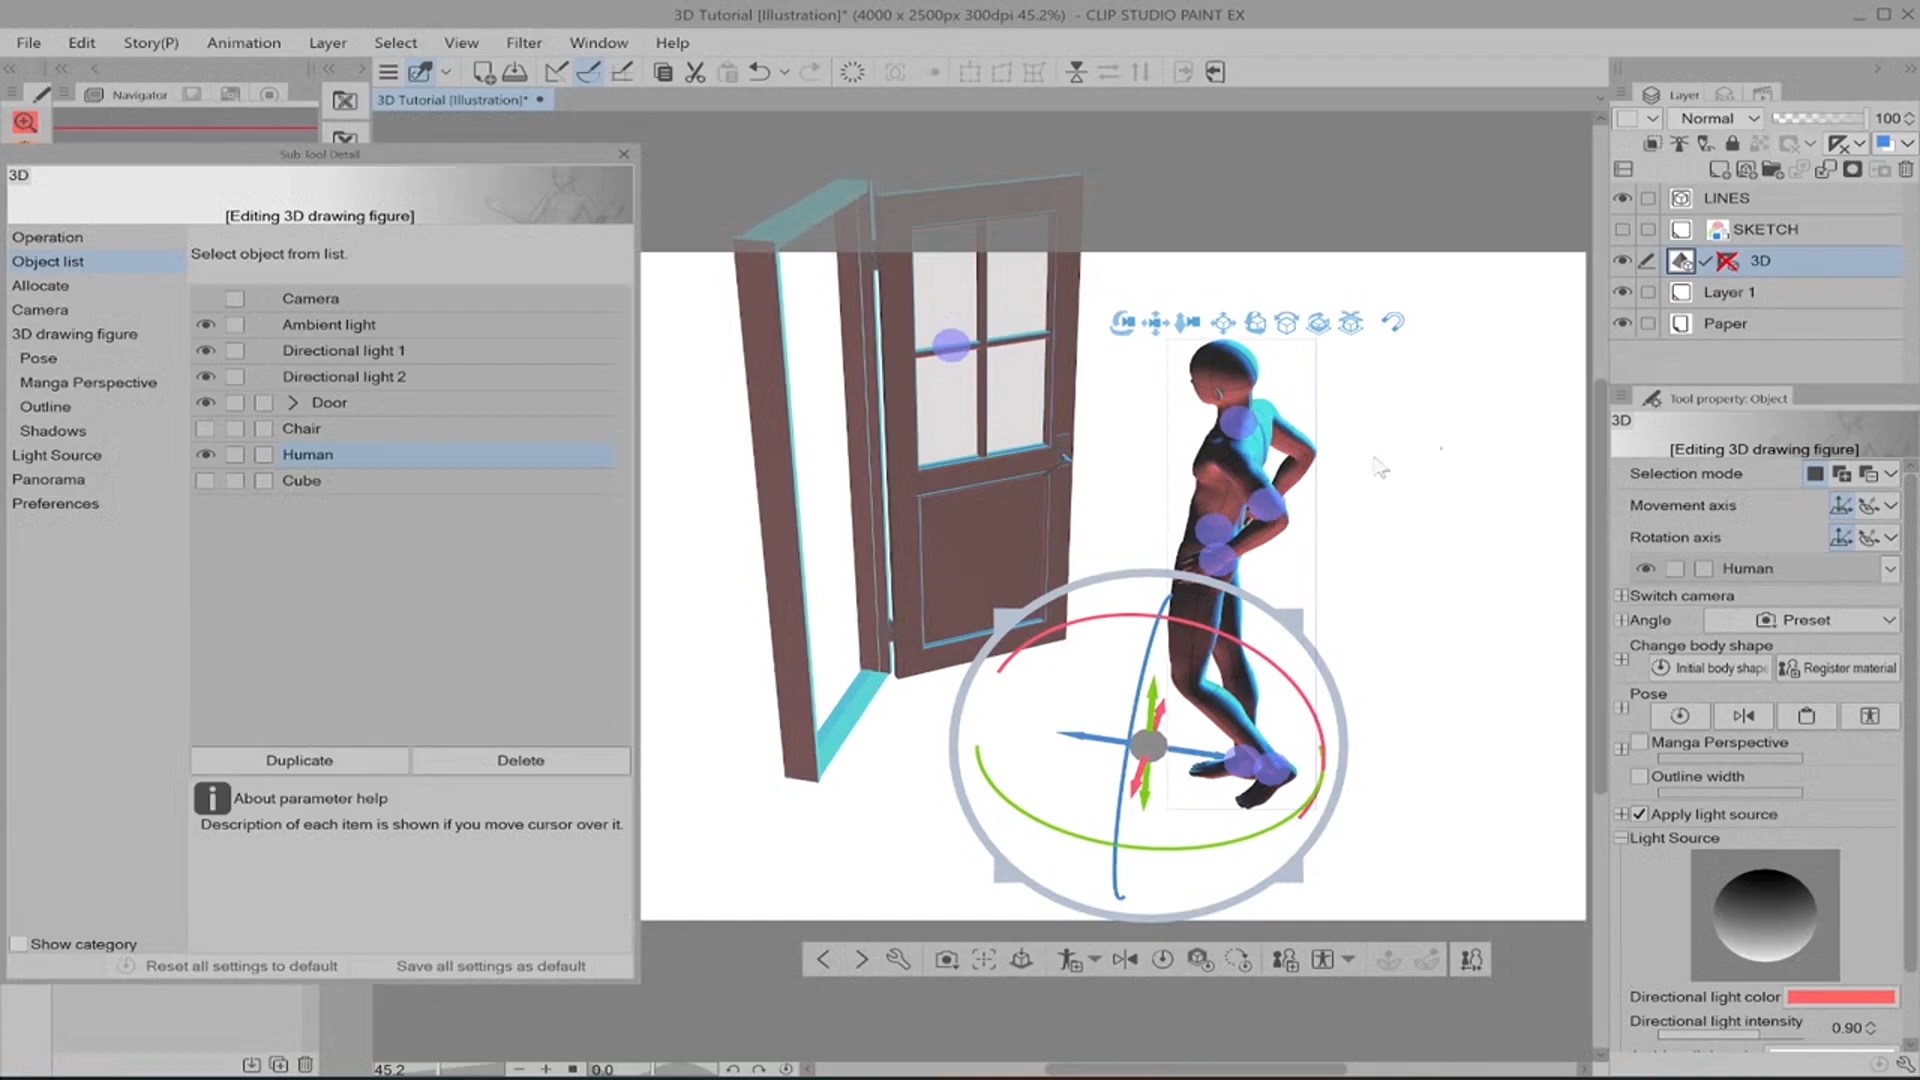 3D Tutorial [Illustration]* (4000 x 2500px 300dpi 45.2%) - CLIP STUDIO PAINT EX
File Edit Story(P) Animation Layer Select View Filter Window Help
Navigator
3D Tutorial [Illustration]*
Sub Tool Detail
3D
[Editing 3D drawing figure]
Operation
Object list
Allocate
Camera
3D drawing figure
Pose
Manga Perspective
Outline
Shadows
Light Source
Panorama
Preferences
Select object from list.
Camera
Ambient light
Directional light 1
Directional light 2
Door
Chair
Human
Cube
Duplicate Delete
About parameter help
Description of each item is shown if you move cursor over it.
Show category
Reset all settings to default Save all settings as default
45.2 0.0
Layer
Normal 100
LINES
SKETCH
3D
Layer 1
Paper
Tool property: Object
3D
[Editing 3D drawing figure]
Selection mode
Movement axis
Rotation axis
Human
Switch camera
Angle Preset
Change body shape
Initial body shape Register material
Pose
Manga Perspective
Outline width
Apply light source
Light Source
Directional light color
Directional light intensity 0.90